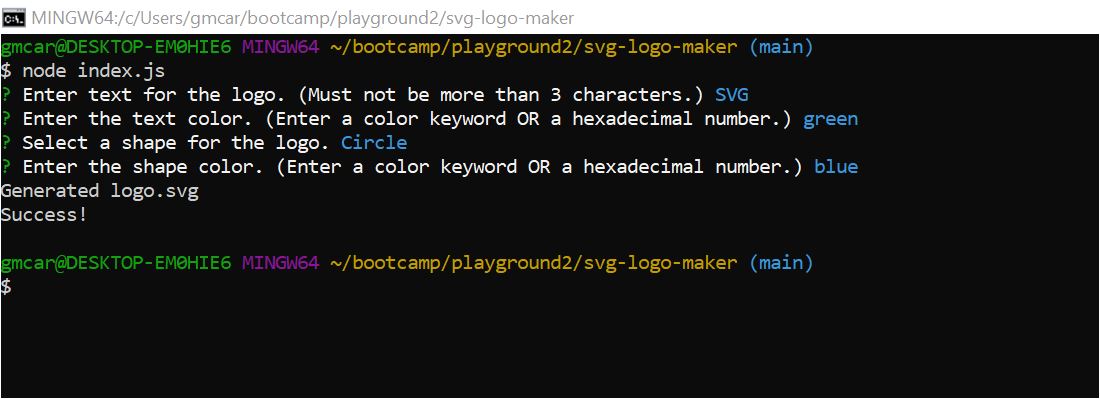 MINGW64:/c/Users/gmcar/bootcamp/playground2/svg-logo-maker
gmcar@DESKTOP-EM0HIE6 MINGW64 ~/bootcamp/playground2/svg-logo-maker (main)
$ node index.js
? Enter text for the logo. (Must not be more than 3 characters.) SVG
? Enter the text color. (Enter a color keyword OR a hexadecimal number.) green
? Select a shape for the logo. Circle
? Enter the shape color. (Enter a color keyword OR a hexadecimal number.) blue
Generated logo.svg
Success!
gmcar@DESKTOP-EM0HIE6 MINGW64 ~/bootcamp/playground2/svg-logo-maker (main)
$